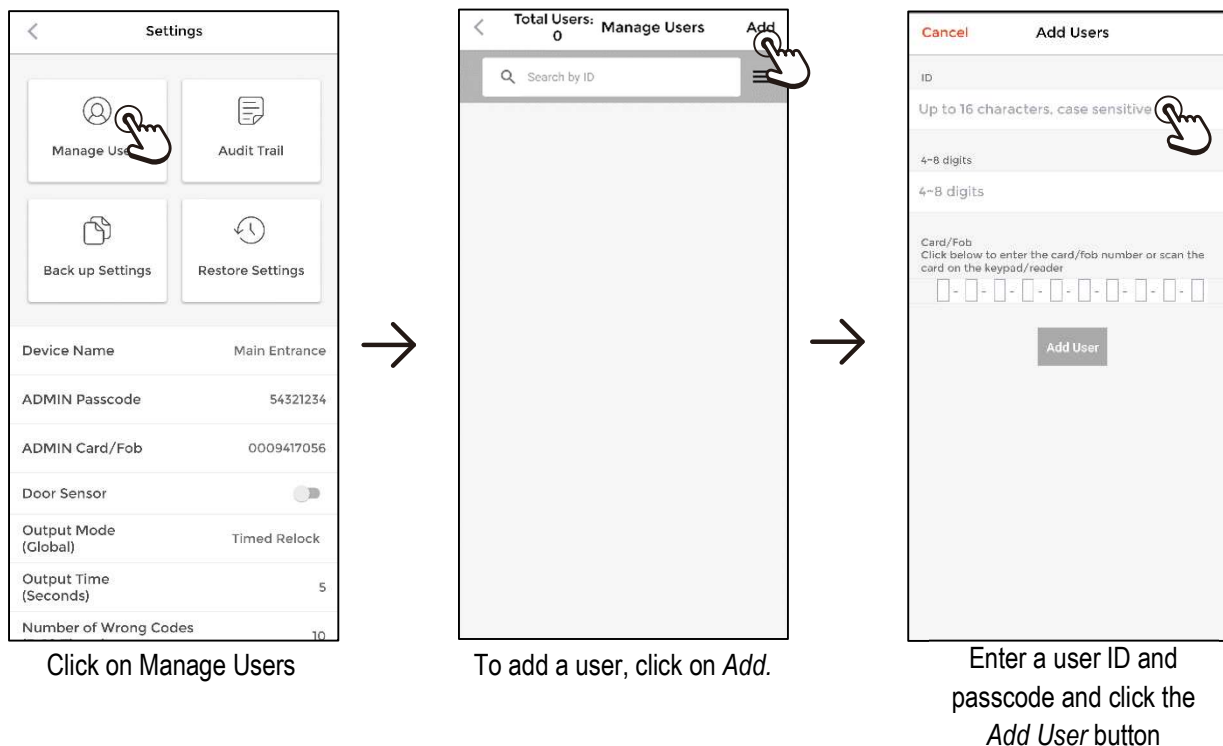 Settings
Manage Use
Audit Trail
Back up Settings
Restore Settings
Device Name Main Entrance
ADMIN Passcode 54321234
ADMIN Card/Fob 0009417056
Door Sensor
Output Mode
(Global) Timed Relock
Output Time
(Seconds) 5
Number of Wrong Codes 10
Click on Manage Users
Total Users:
0
Manage Users
Add
Search by ID
To add a user, click on Add.
Cancel Add Users
ID
Up to 16 characters, case sensitive
4~8 digits
4~8 digits
Card/Fob
Click below to enter the card/fob number or scan the
card on the keypad/reader
- - - - - - - - -
Add User
Enter a user ID and
passcode and click the
Add User button